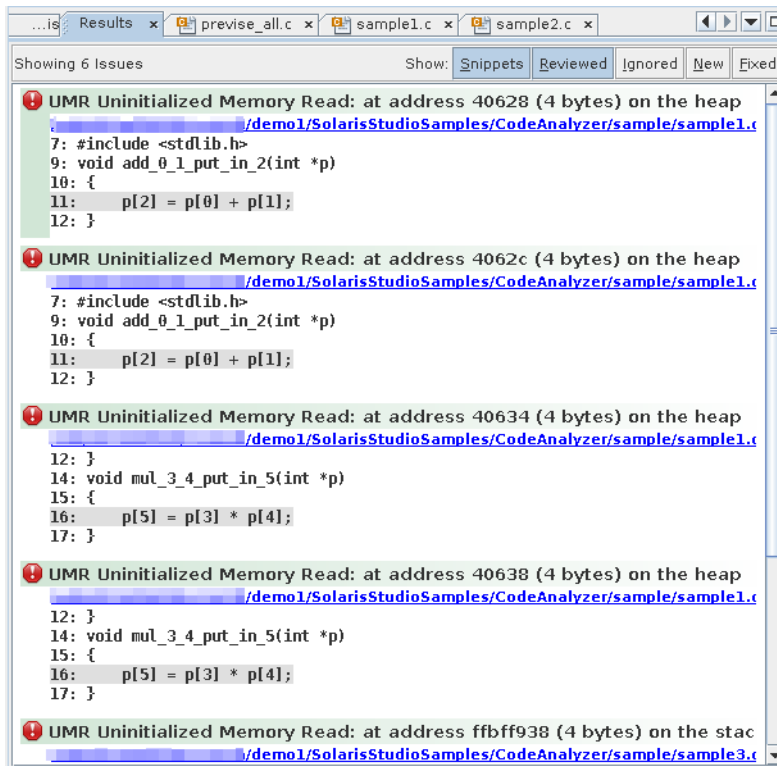 ...is Results x previse_all.c x sample1.c x sample2.c x
Showing 6 Issues Show: Snippets Reviewed Ignored New Fixed
UMR Uninitialized Memory Read: at address 40628 (4 bytes) on the heap
/demo1/SolarisStudioSamples/CodeAnalyzer/sample/sample1.c
7: #include <stdlib.h>
9: void add_0_1_put_in_2(int *p)
10: {
11: p[2] = p[0] + p[1];
12: }
UMR Uninitialized Memory Read: at address 4062c (4 bytes) on the heap
/demo1/SolarisStudioSamples/CodeAnalyzer/sample/sample1.c
7: #include <stdlib.h>
9: void add_0_1_put_in_2(int *p)
10: {
11: p[2] = p[0] + p[1];
12: }
UMR Uninitialized Memory Read: at address 40634 (4 bytes) on the heap
/demo1/SolarisStudioSamples/CodeAnalyzer/sample/sample1.c
12: }
14: void mul_3_4_put_in_5(int *p)
15: {
16: p[5] = p[3] * p[4];
17: }
UMR Uninitialized Memory Read: at address 40638 (4 bytes) on the heap
/demo1/SolarisStudioSamples/CodeAnalyzer/sample/sample1.c
12: }
14: void mul_3_4_put_in_5(int *p)
15: {
16: p[5] = p[3] * p[4];
17: }
UMR Uninitialized Memory Read: at address ffbff938 (4 bytes) on the stac
/demo1/SolarisStudioSamples/CodeAnalyzer/sample/sample3.c